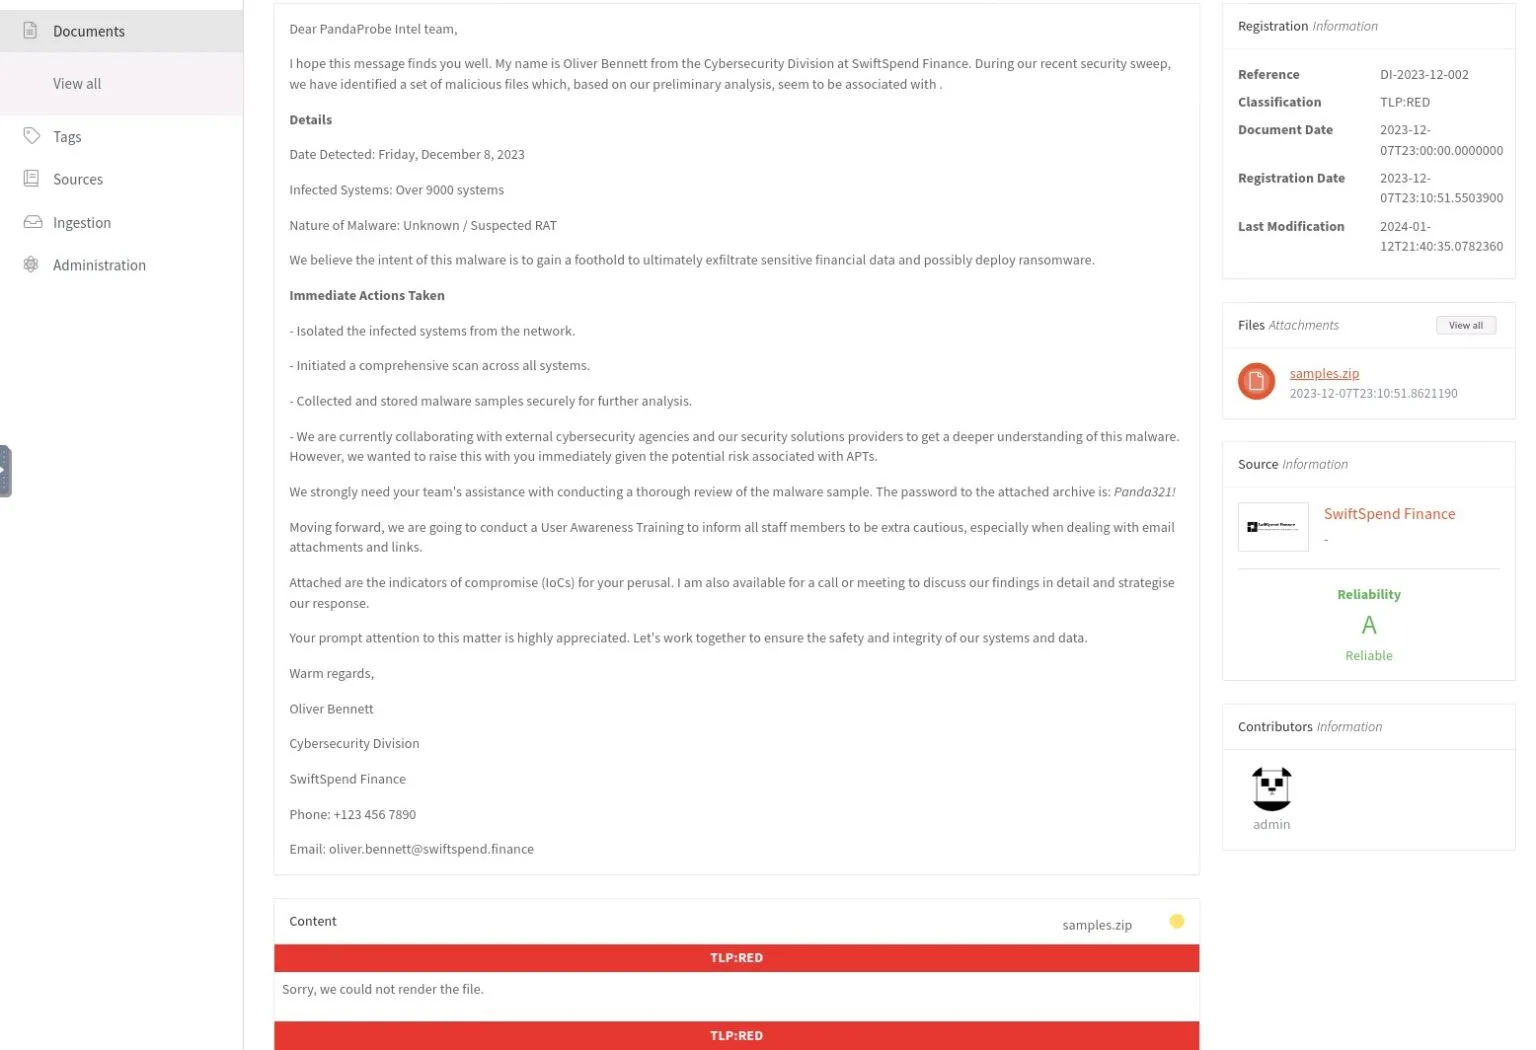 Documents
View all
Tags
Sources
Ingestion
Administration
Dear PandaProbe Intel team,
I hope this message finds you well. My name is Oliver Bennett from the Cybersecurity Division at SwiftSpend Finance. During our recent security sweep,
we have identified a set of malicious files which, based on our preliminary analysis, seem to be associated with .
Details
Date Detected: Friday, December 8, 2023
Infected Systems: Over 9000 systems
Nature of Malware: Unknown / Suspected RAT
We believe the intent of this malware is to gain a foothold to ultimately exfiltrate sensitive financial data and possibly deploy ransomware.
Immediate Actions Taken
- Isolated the infected systems from the network.
- Initiated a comprehensive scan across all systems.
- Collected and stored malware samples securely for further analysis.
- We are currently collaborating with external cybersecurity agencies and our security solutions providers to get a deeper understanding of this malware.
However, we wanted to raise this with you immediately given the potential risk associated with APTs.
We strongly need your team's assistance with conducting a thorough review of the malware sample. The password to the attached archive is: Panda321!
Moving forward, we are going to conduct a User Awareness Training to inform all staff members to be extra cautious, especially when dealing with email
attachments and links.
Attached are the indicators of compromise (IoCs) for your perusal. I am also available for a call or meeting to discuss our findings in detail and strategise
our response.
Your prompt attention to this matter is highly appreciated. Let's work together to ensure the safety and integrity of our systems and data.
Warm regards,
Oliver Bennett
Cybersecurity Division
SwiftSpend Finance
Phone: +123 456 7890
Email: oliver.bennett@swiftspend.finance
Content
samples.zip
TLP:RED
Sorry, we could not render the file.
TLP:RED
Registration Information
Reference DI-2023-12-002
Classification TLP:RED
Document Date 2023-12-
07T23:00:00.0000000
Registration Date 2023-12-
07T23:10:51.5503900
Last Modification 2024-01-
12T21:40:35.0782360
Files Attachments View all
samples.zip
2023-12-07T23:10:51.8621190
Source Information
SwiftSpend Finance
-
Reliability
A
Reliable
Contributors Information
admin